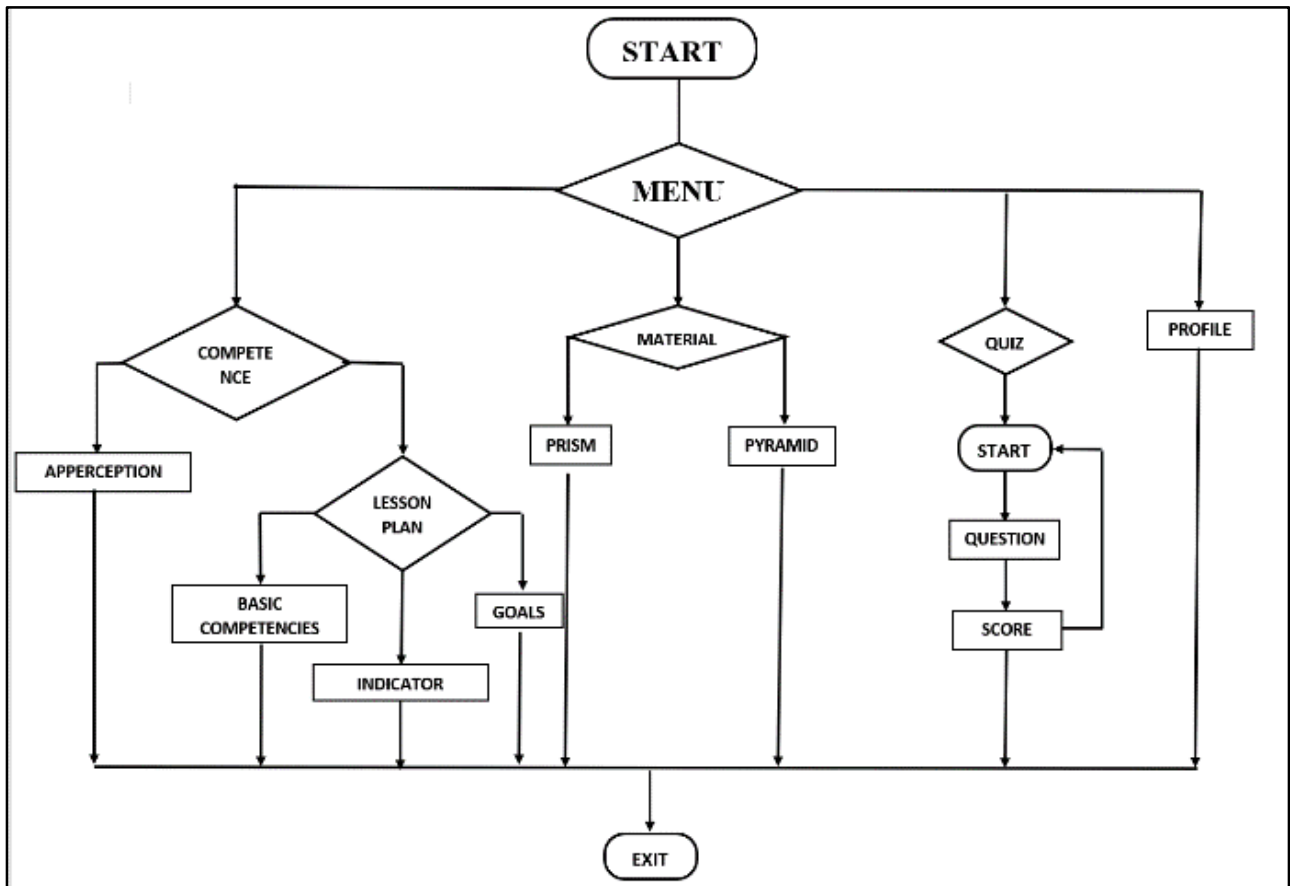 START
MENU
COMPETE
NCE
MATERIAL
QUIZ
PROFILE
APPERCEPTION
LESSON
PLAN
PRISM
PYRAMID
START
BASIC
COMPETENCIES
INDICATOR
GOALS
QUESTION
SCORE
EXIT